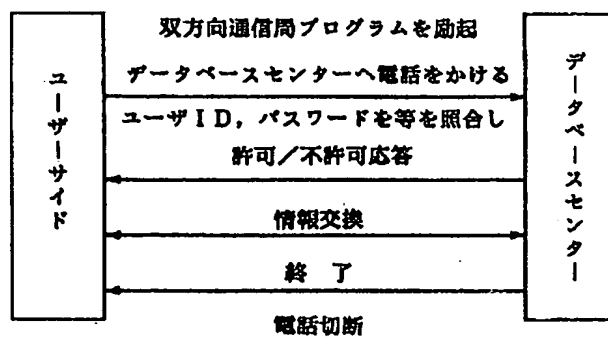 双方向通信局プログラムを励起
データベースセンターへ電話をかける
ユーザID，パスワードを等を照合し
許可／不許可応答
情報交換
終 了
電話切断
ユーザーサイド
データベースセンター